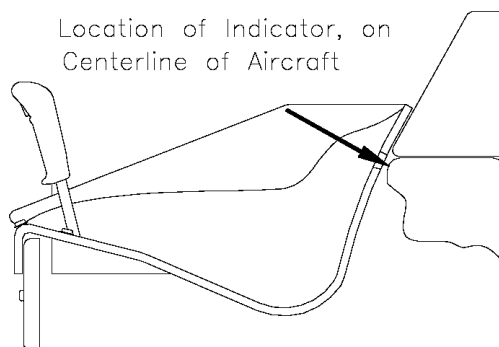 Location of Indicator, on
Centerline of Aircraft